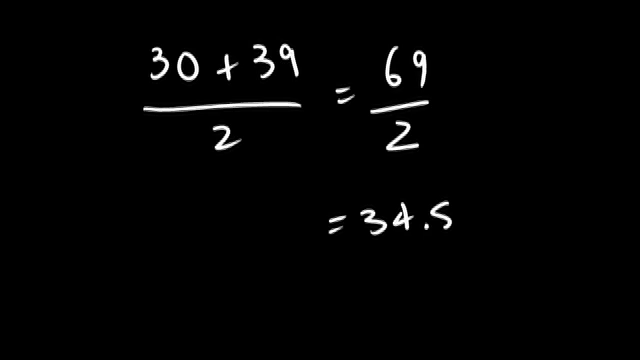 30 + 39 = 69
2 2
= 34.5